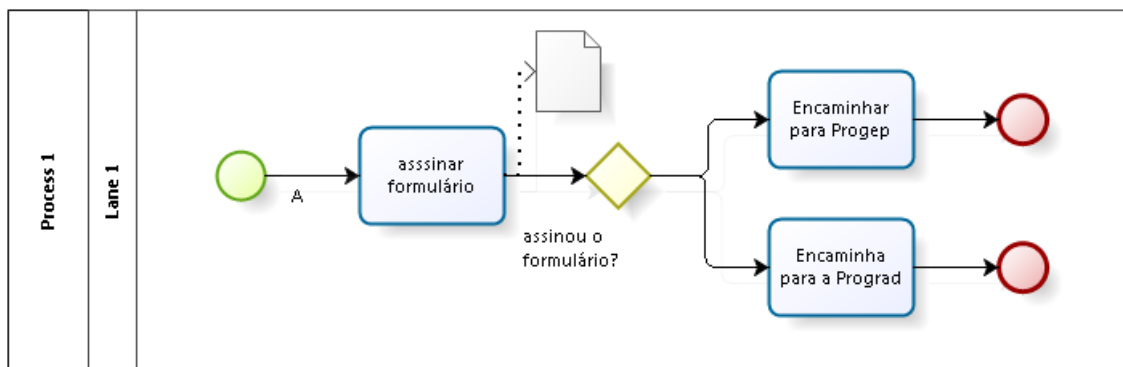 Process 1
Lane 1
A
asssinar
formulário
assinou o
formulário?
Encaminhar
para Progep
Encaminha
para a Prograd